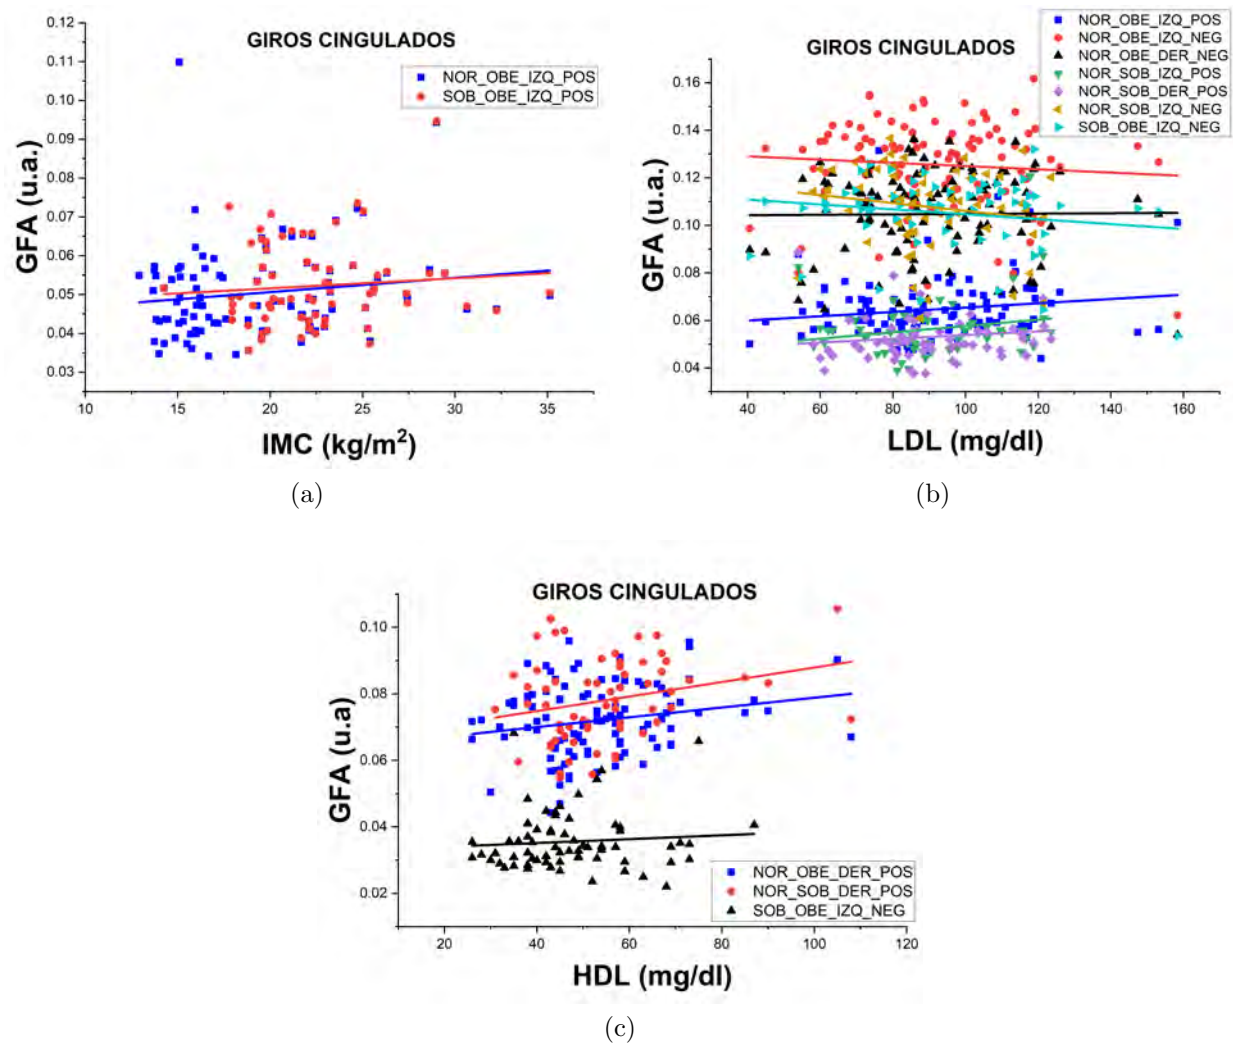 GIROS CINGULADOS
NOR_OBE_IZQ_POS
SOB_OBE_IZQ_POS
0.12
0.11
0.10
0.09
0.08
0.07
0.06
0.05
0.04
0.03
GFA (u.a.)
10 15 20 25 30 35
IMC (kg/m²)
(a)
GIROS CINGULADOS
NOR_OBE_IZQ_POS
NOR_OBE_IZQ_NEG
NOR_OBE_DER_NEG
NOR_SOB_IZQ_POS
NOR_SOB_DER_POS
NOR_SOB_IZQ_NEG
SOB_OBE_IZQ_NEG
0.16
0.14
0.12
0.10
0.08
0.06
0.04
GFA (u.a.)
40 60 80 100 120 140 160
LDL (mg/dl)
(b)
GIROS CINGULADOS
0.10
0.08
0.06
0.04
0.02
GFA (u.a)
NOR_OBE_DER_POS
NOR_SOB_DER_POS
SOB_OBE_IZQ_NEG
20 40 60 80 100 120
HDL (mg/dl)
(c)